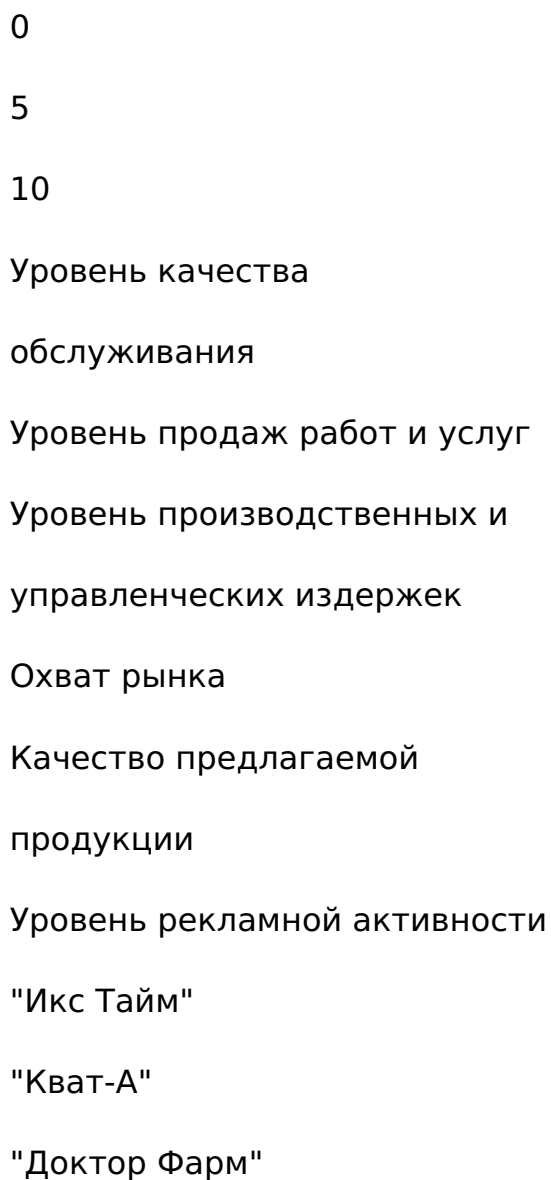 0
5
10
Уровень качества
обслуживания
Уровень продаж работ и услуг
Уровень производственных и
управленческих издержек
Охват рынка
Качество предлагаемой
продукции
Уровень рекламной активности
"Икс Тайм"
"Кват-А"
"Доктор Фарм"